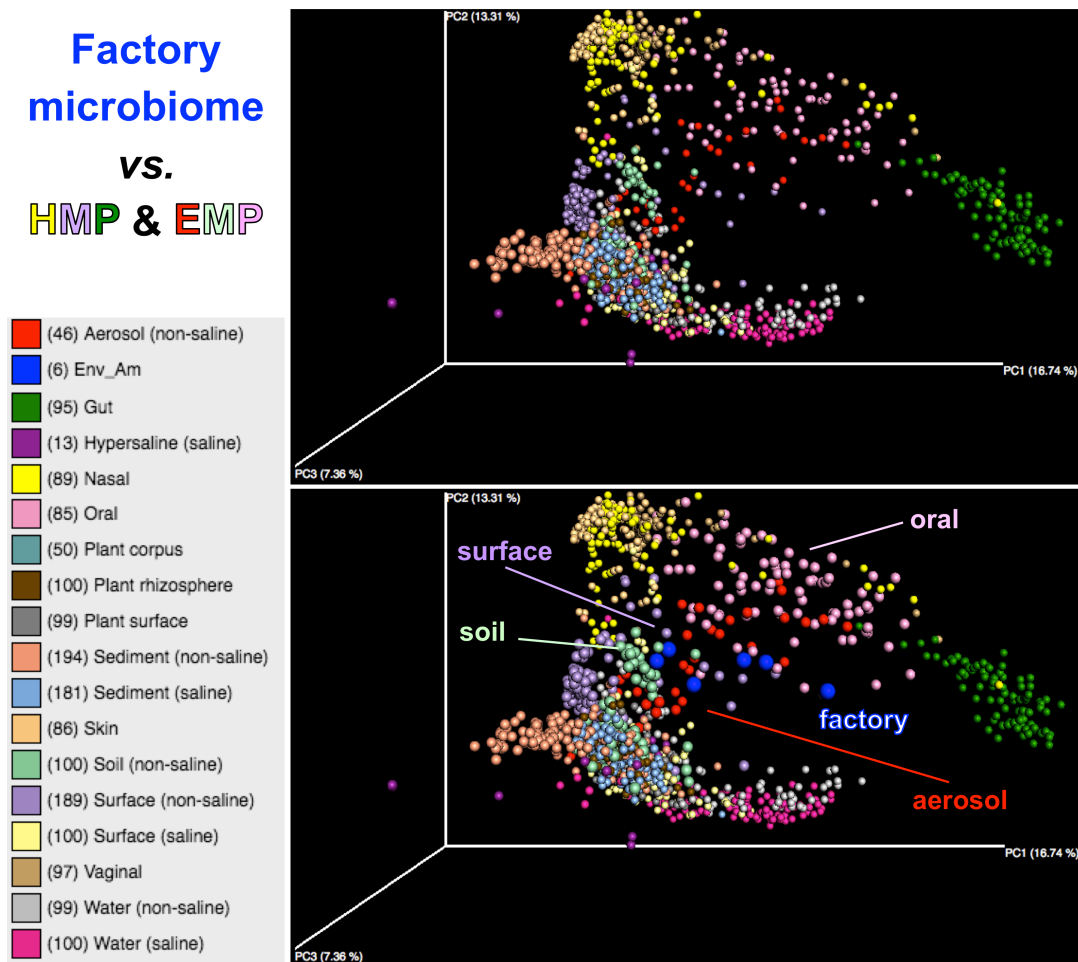 Factory
microbiome
vs.
HMP & EMP
(46) Aerosol (non-saline)
(6) Env_Am
(95) Gut
(13) Hypersaline (saline)
(89) Nasal
(85) Oral
(50) Plant corpus
(100) Plant rhizosphere
(99) Plant surface
(194) Sediment (non-saline)
(181) Sediment (saline)
(86) Skin
(100) Soil (non-saline)
(189) Surface (non-saline)
(100) Surface (saline)
(97) Vaginal
(99) Water (non-saline)
(100) Water (saline)
PC2 (13.31 %)
PC1 (16.74 %)
PC3 (7.36 %)
PC2 (13.31 %)
oral
surface
soil
factory
aerosol
PC1 (16.74 %)
PC3 (7.36 %)